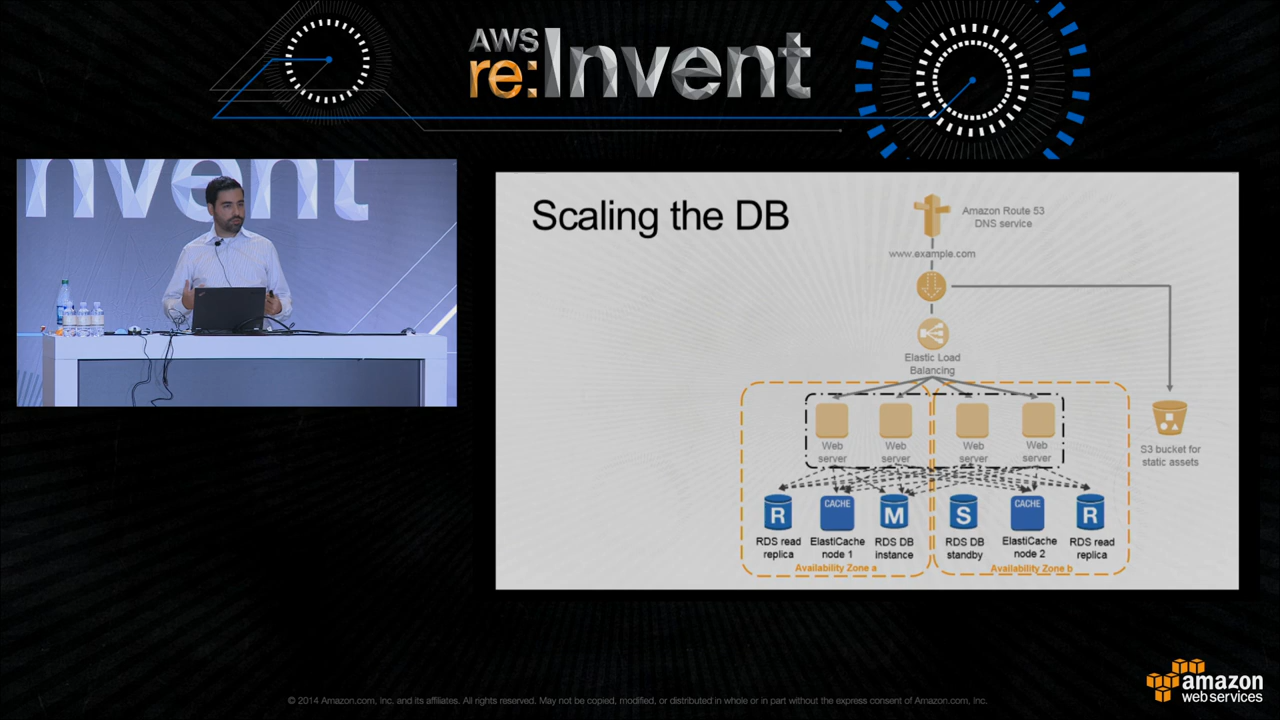 AWS
re:Invent
nvent
Scaling the DB
Amazon Route 53
DNS service
www.example.com
Elastic Load
Balancing
Web
server
Web
server
Web
server
Web
server
S3 bucket for
static assets
R
CACHE
M
S
CACHE
R
RDS read
replica
ElastiCache
node 1
RDS DB
instance
RDS DB
standby
ElastiCache
node 2
RDS read
replica
Availability Zone a
Availability Zone b
© 2014 Amazon.com, Inc. and its affiliates. All rights reserved. May not be copied, modified, or distributed in whole or in part without the express consent of Amazon.com, Inc.
amazon
web services